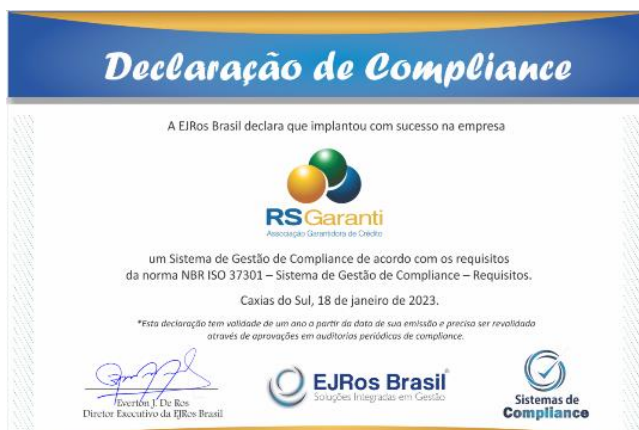 Declaração de Compliance
A EJRos Brasil declara que implantou com sucesso na empresa
RSGaranti
Associação Garantidora de Crédito
um Sistema de Gestão de Compliance de acordo com os requisitos
da norma NBR ISO 37301 – Sistema de Gestão de Compliance – Requisitos.
Caxias do Sul, 18 de janeiro de 2023.
*Esta declaração tem validade de um ano a partir da data de sua emissão e precisa ser revalidada
através de aprovações em auditorias periódicas de compliance.
Everton J. De Ros
Diretor Executivo da EJRos Brasil
EJRos Brasil
Soluções Integradas em Gestão
Sistemas de
Compliance